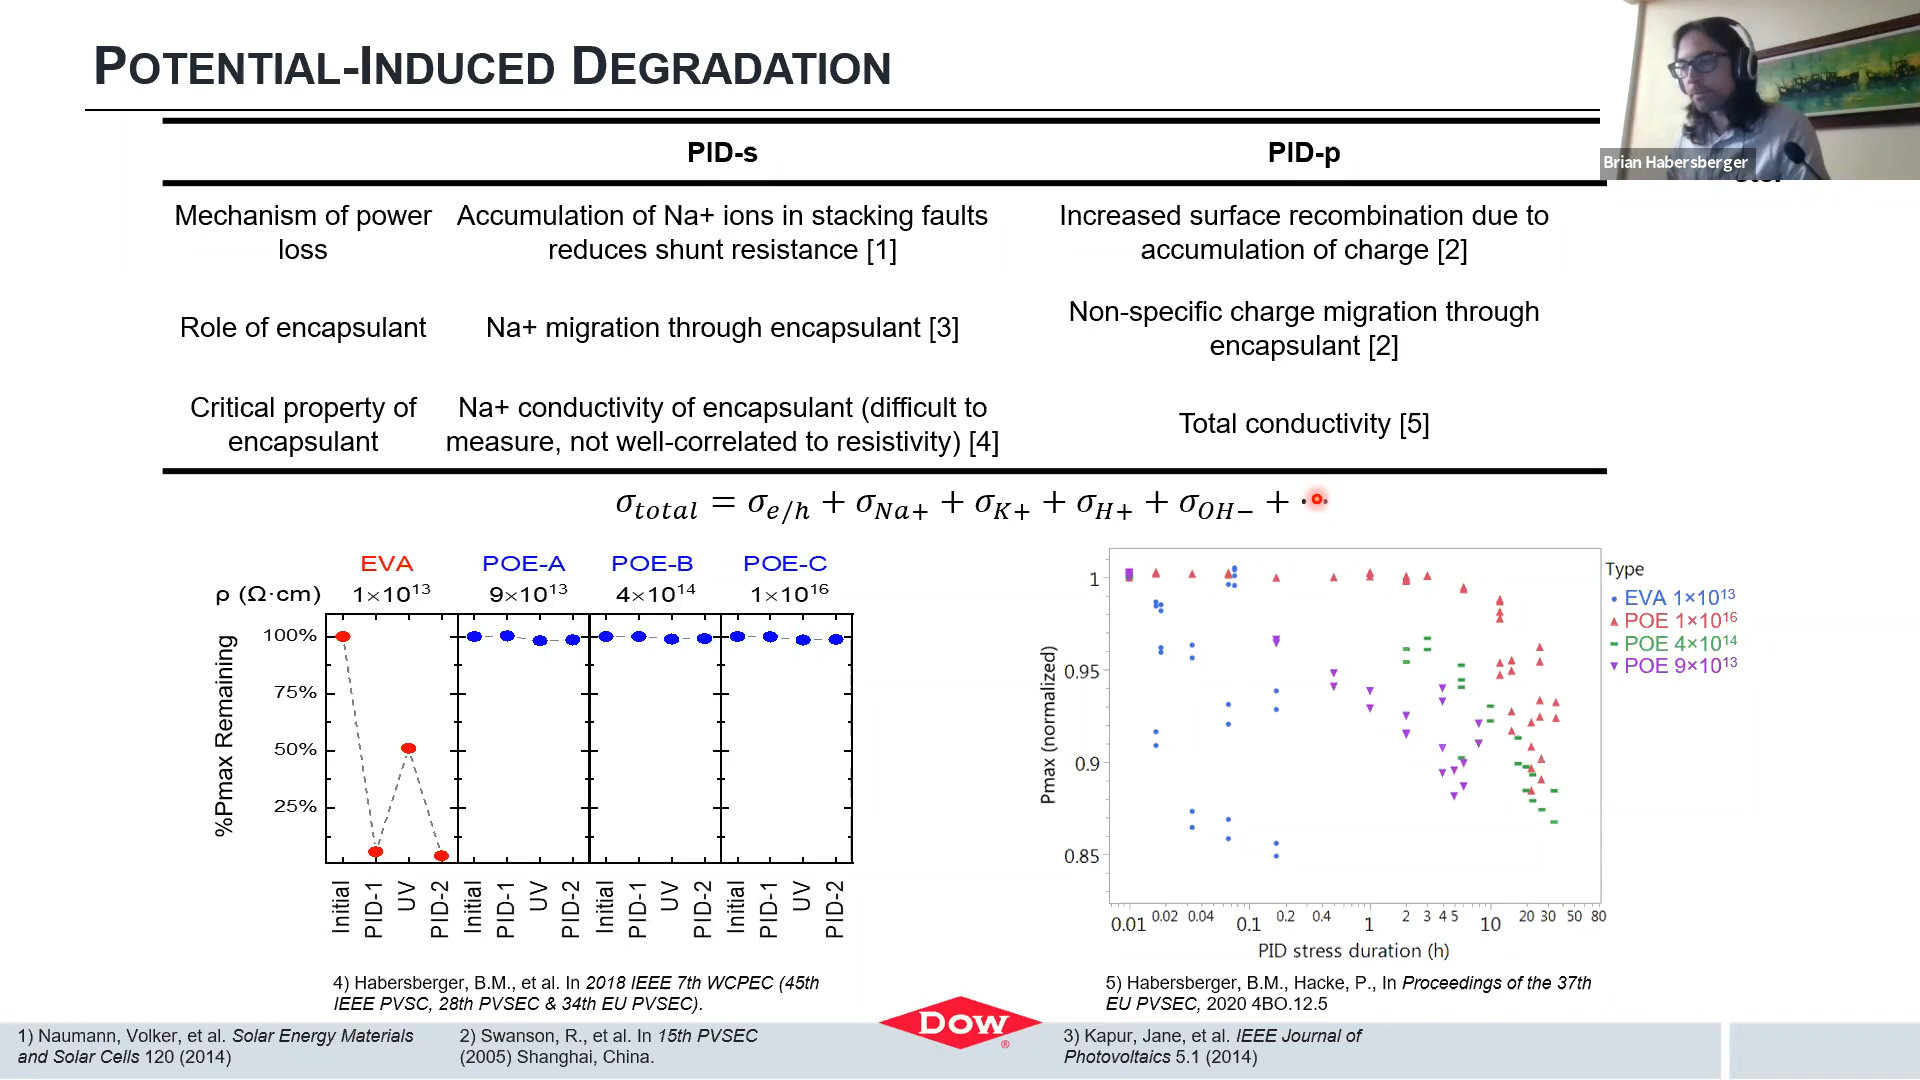 POTENTIAL-INDUCED DEGRADATION
Brian Habersberger
PID-s PID-p
Mechanism of power loss
Accumulation of Na+ ions in stacking faults reduces shunt resistance [1]
Increased surface recombination due to accumulation of charge [2]
Role of encapsulant
Na+ migration through encapsulant [3]
Non-specific charge migration through encapsulant [2]
Critical property of encapsulant
Na+ conductivity of encapsulant (difficult to measure, not well-correlated to resistivity) [4]
Total conductivity [5]
σ_total = σ_e/h + σ_Na+ + σ_K+ + σ_H+ + σ_OH− + ⋯
EVA POE-A POE-B POE-C
ρ (Ω·cm) 1×10¹³ 9×10¹³ 4×10¹⁴ 1×10¹⁶
%Pmax Remaining
100%
75%
50%
25%
Initial PID-1 UV PID-2 Initial PID-1 UV PID-2 Initial PID-1 UV PID-2 Initial PID-1 UV PID-2
Pmax (normalized)
1
0.95
0.9
0.85
0.01 0.02 0.04 0.1 0.2 0.4 1 2 3 4 5 10 20 30 50 80
PID stress duration (h)
Type
EVA 1×10¹³
POE 1×10¹⁶
POE 4×10¹⁴
POE 9×10¹³
4) Habersberger, B.M., et al. In 2018 IEEE 7th WCPEC (45th
IEEE PVSC, 28th PVSEC & 34th EU PVSEC).
5) Habersberger, B.M., Hacke, P., In Proceedings of the 37th
EU PVSEC, 2020 4BO.12.5
1) Naumann, Volker, et al. Solar Energy Materials
and Solar Cells 120 (2014)
2) Swanson, R., et al. In 15th PVSEC
(2005) Shanghai, China.
Dow®
3) Kapur, Jane, et al. IEEE Journal of
Photovoltaics 5.1 (2014)